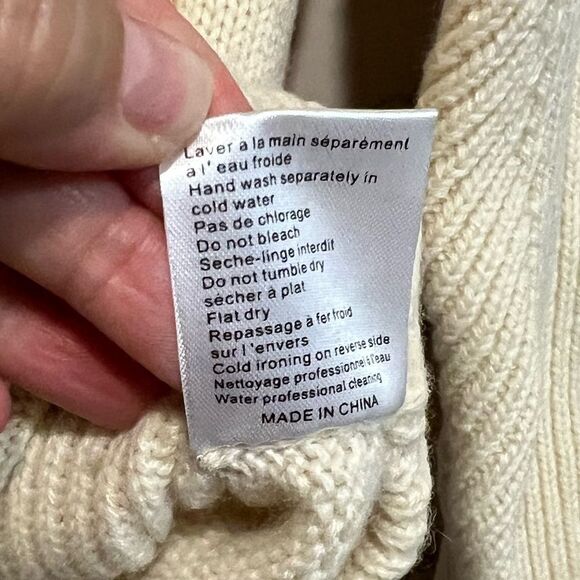 Laver à la main séparément
a l' eau froide
Hand wash separately in
cold water
Pas de chlorage
Do not bleach
Seche-linge interdit
Do not tumble dry
sécher à plat
Flat dry
Repassage à fer froid
sur l'envers
Cold ironing on reverse side
Nettoyage professionnel à l'eau
Water professional cleaning
MADE IN CHINA